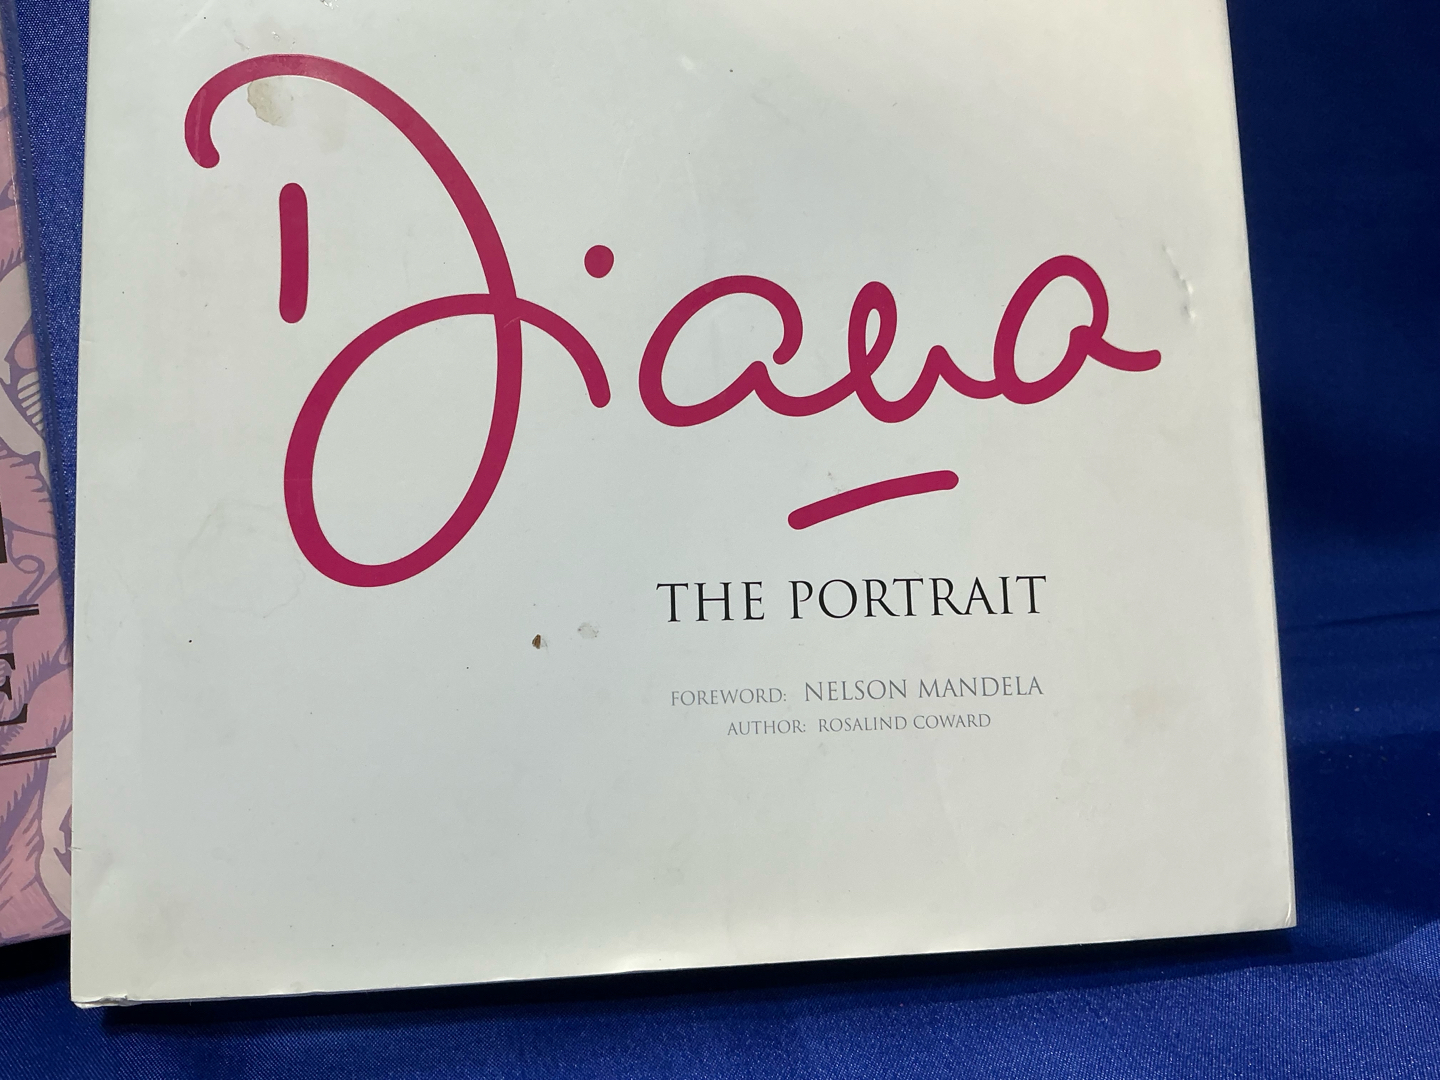 Diana
THE PORTRAIT
FOREWORD: NELSON MANDELA
AUTHOR: ROSALIND COWARD
E